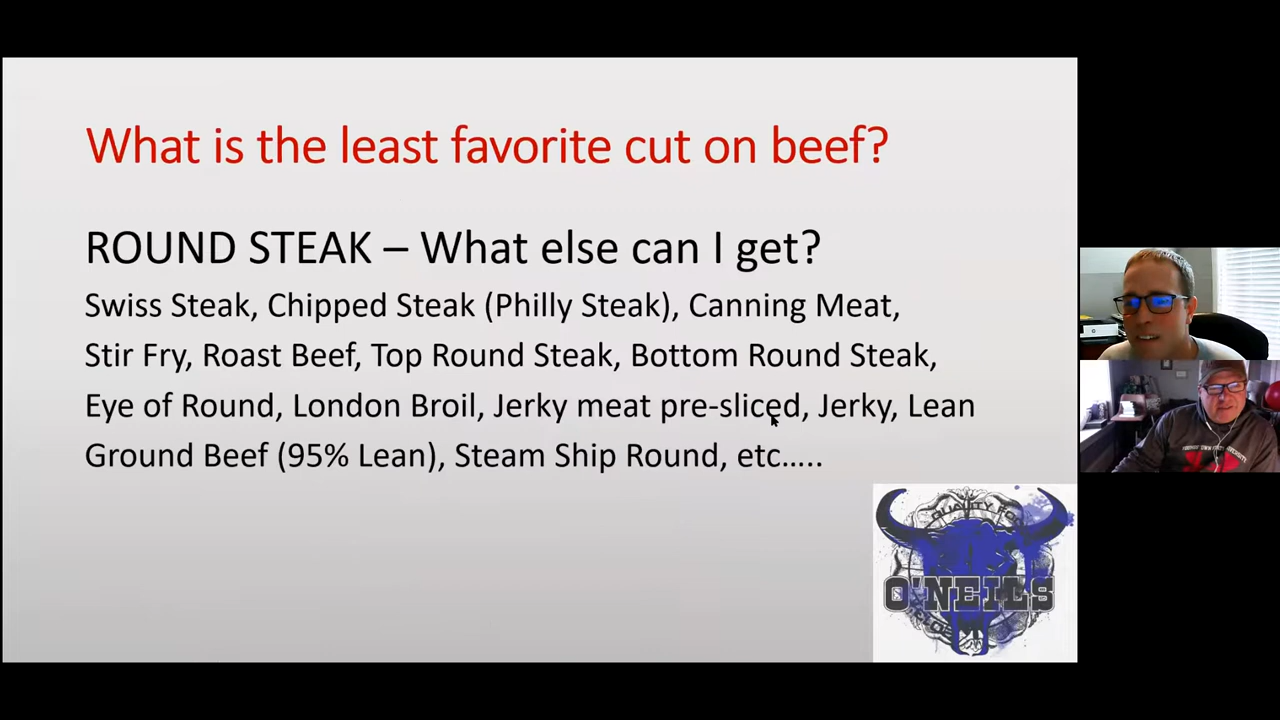 What is the least favorite cut on beef?
ROUND STEAK – What else can I get?
Swiss Steak, Chipped Steak (Philly Steak), Canning Meat,
Stir Fry, Roast Beef, Top Round Steak, Bottom Round Steak,
Eye of Round, London Broil, Jerky meat pre-sliced, Jerky, Lean
Ground Beef (95% Lean), Steam Ship Round, etc…..
O'NEILS